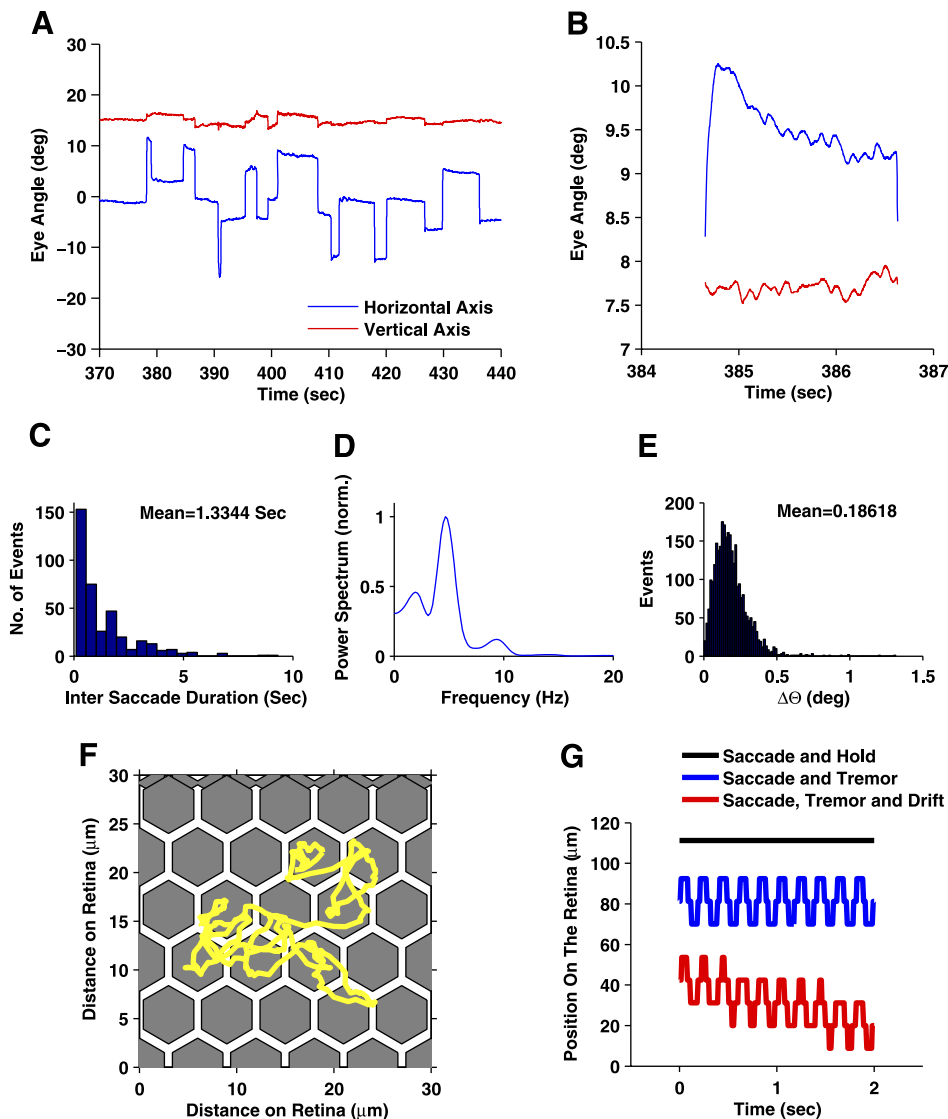 A
30
20
10
0
−10
−20
−30
Eye Angle (deg)
Horizontal Axis
Vertical Axis
370 380 390 400 410 420 430 440
Time (sec)
B
10.5
10
9.5
9
8.5
8
7.5
7
Eye Angle (deg)
384 385 386 387
Time (sec)
C
Mean=1.3344 Sec
150
100
50
0
No. of Events
0 5 10
Inter Saccade Duration (Sec)
D
1
0.5
0
Power Spectrum (norm.)
0 10 20
Frequency (Hz)
E
Mean=0.18618
200
150
100
50
0
Events
0 0.5 1 1.5
ΔΘ (deg)
F
30
25
20
15
10
5
0
Distance on Retina (μm)
0 10 20 30
Distance on Retina (μm)
G
Saccade and Hold
Saccade and Tremor
Saccade, Tremor and Drift
120
100
80
60
40
20
0
Position On The Retina (μm)
0 1 2
Time (sec)